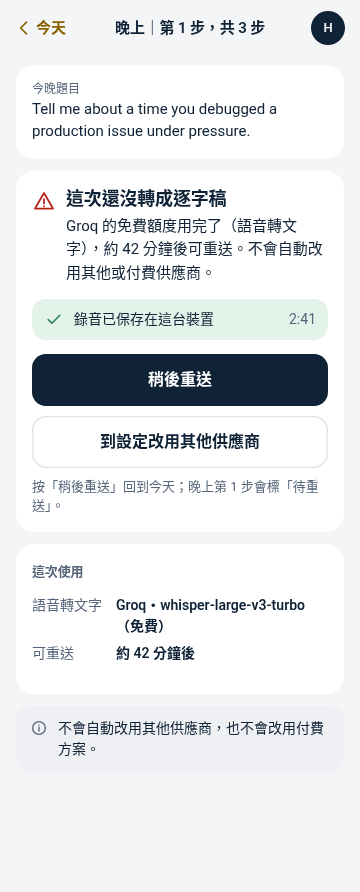 今天
晚上｜第 1 步，共 3 步
H
今晚題目
Tell me about a time you debugged a
production issue under pressure.
這次還沒轉成逐字稿
Groq 的免費額度用完了（語音轉文
字），約 42 分鐘後可重送。不會自動改
用其他或付費供應商。
錄音已保存在這台裝置
2:41
稍後重送
到設定改用其他供應商
按「稍後重送」回到今天；晚上第 1 步會標「待重
送」。
這次使用
語音轉文字
Groq・whisper-large-v3-turbo
（免費）
可重送
約 42 分鐘後
不會自動改用其他供應商，也不會改用付費
方案。